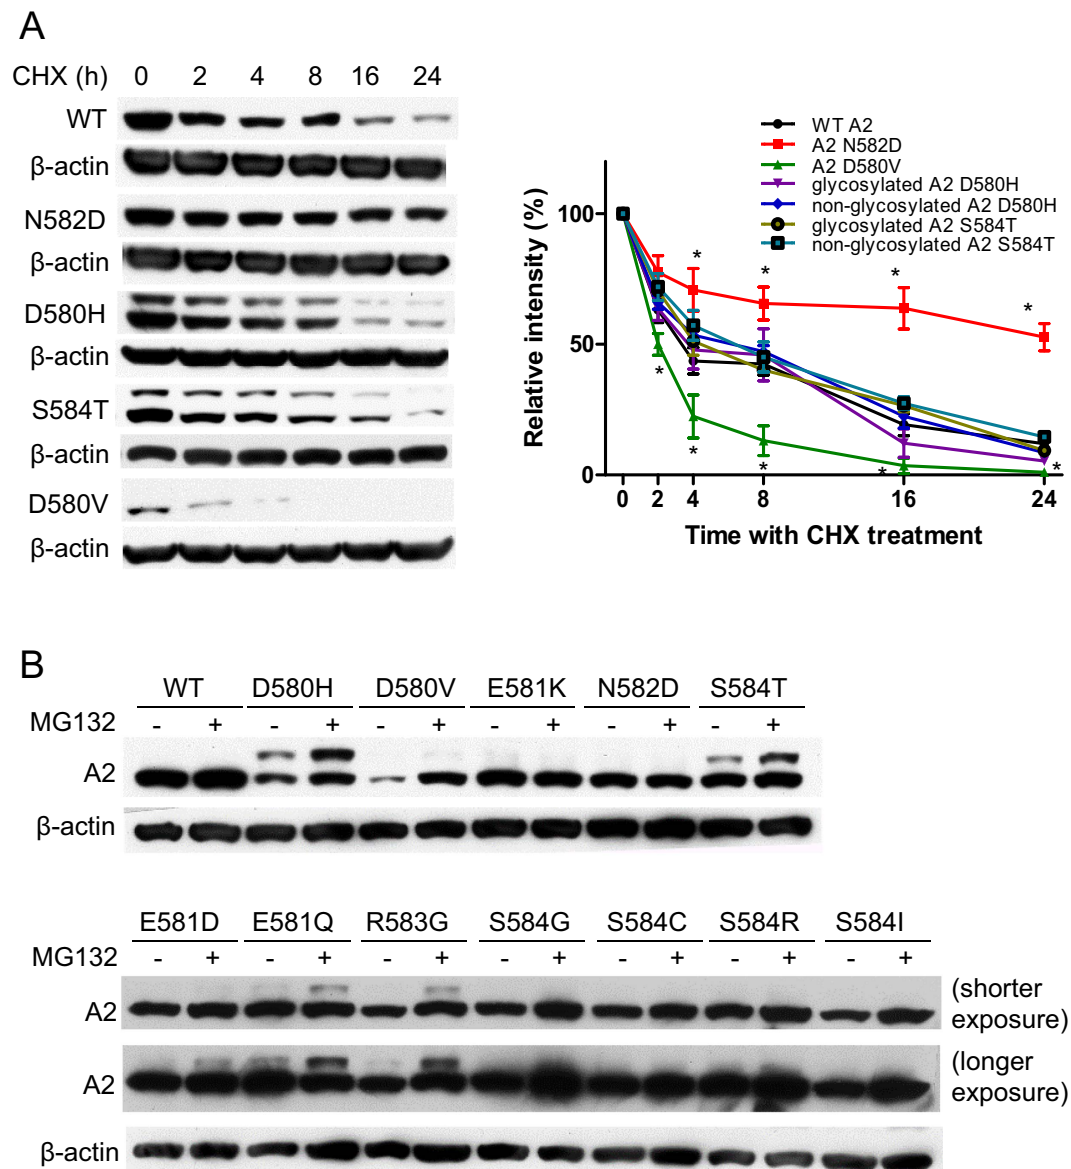 A
CHX (h) 0 2 4 8 16 24
WT
β-actin
N582D
β-actin
D580H
β-actin
S584T
β-actin
D580V
β-actin
WT A2
A2 N582D
A2 D580V
glycosylated A2 D580H
non-glycosylated A2 D580H
glycosylated A2 S584T
non-glycosylated A2 S584T
Relative intensity (%)
100
50
0
* * * *
* * * * *
0 2 4 8 16 24
Time with CHX treatment
B
WT D580H D580V E581K N582D S584T
MG132 - + - + - + - + - + - +
A2
β-actin
E581D E581Q R583G S584G S584C S584R S584I
MG132 - + - + - + - + - + - + - +
A2 (shorter exposure)
A2 (longer exposure)
β-actin